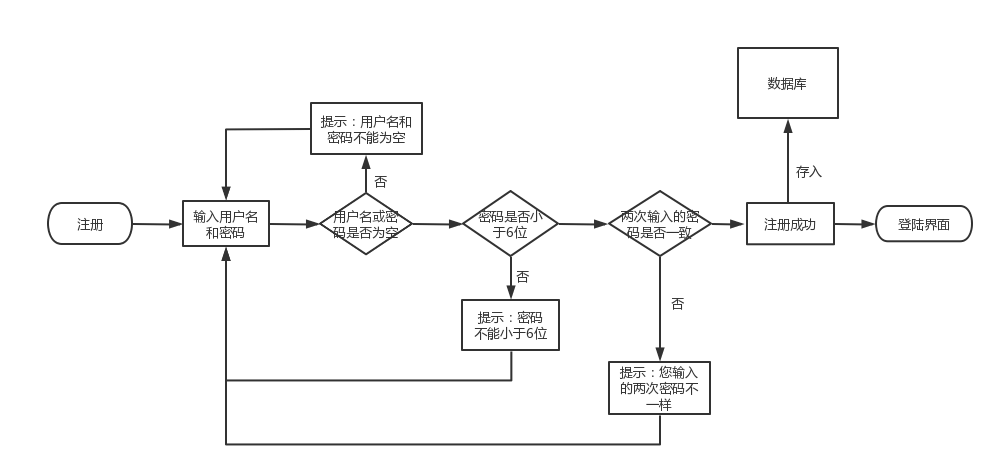 数据库
提示：用户名和
密码不能为空
存入
否
注册
输入用户名
和密码
用户名或密
码是否为空
密码是否小
于6位
两次输入的密
码是否一致
注册成功
登陆界面
否
否
提示：密码
不能小于6位
提示：您输入
的两次密码不
一样